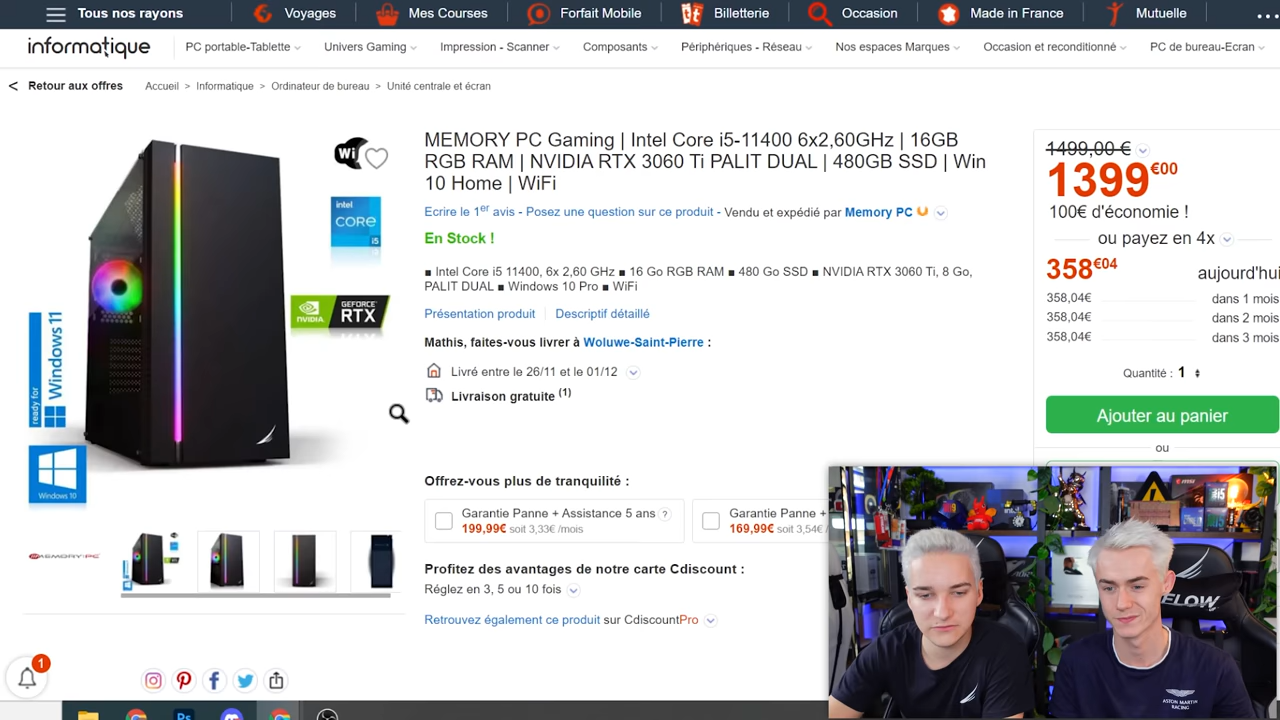 Tous nos rayons
Voyages
Mes Courses
Forfait Mobile
Billetterie
Occasion
Made in France
Mutuelle
informatique
PC portable-Tablette
Univers Gaming
Impression - Scanner
Composants
Périphériques - Réseau
Nos espaces Marques
Occasion et reconditionné
PC de bureau-Ecran
< Retour aux offres
Accueil > Informatique > Ordinateur de bureau > Unité centrale et écran
Wi
intel
CORE
i5
NVIDIA
GEFORCE
RTX
ready for
Windows 11
Windows 10
MEMORY PC Gaming | Intel Core i5-11400 6x2,60GHz | 16GB
RGB RAM | NVIDIA RTX 3060 Ti PALIT DUAL | 480GB SSD | Win
10 Home | WiFi
Ecrire le 1er avis - Posez une question sur ce produit - Vendu et expédié par Memory PC
En Stock !
■ Intel Core i5 11400, 6x 2,60 GHz ■ 16 Go RGB RAM ■ 480 Go SSD ■ NVIDIA RTX 3060 Ti, 8 Go,
PALIT DUAL ■ Windows 10 Pro ■ WiFi
Présentation produit
Descriptif détaillé
Mathis, faites-vous livrer à Woluwe-Saint-Pierre :
Livré entre le 26/11 et le 01/12
Livraison gratuite (1)
Offrez-vous plus de tranquilité :
Garantie Panne + Assistance 5 ans ?
199,99€ soit 3,33€ /mois
Garantie Panne +
169,99€ soit 3,54€ /
Profitez des avantages de notre carte Cdiscount :
Réglez en 3, 5 ou 10 fois
Retrouvez également ce produit sur CdiscountPro
1499,00 €
1399€00
100€ d'économie !
ou payez en 4x
358€04
aujourd'hui
358,04€ dans 1 mois
358,04€ dans 2 mois
358,04€ dans 3 mois
Quantité : 1
Ajouter au panier
ou
MEMORY PC
1
Ps
FLOW
ASTON MARTIN
RACING